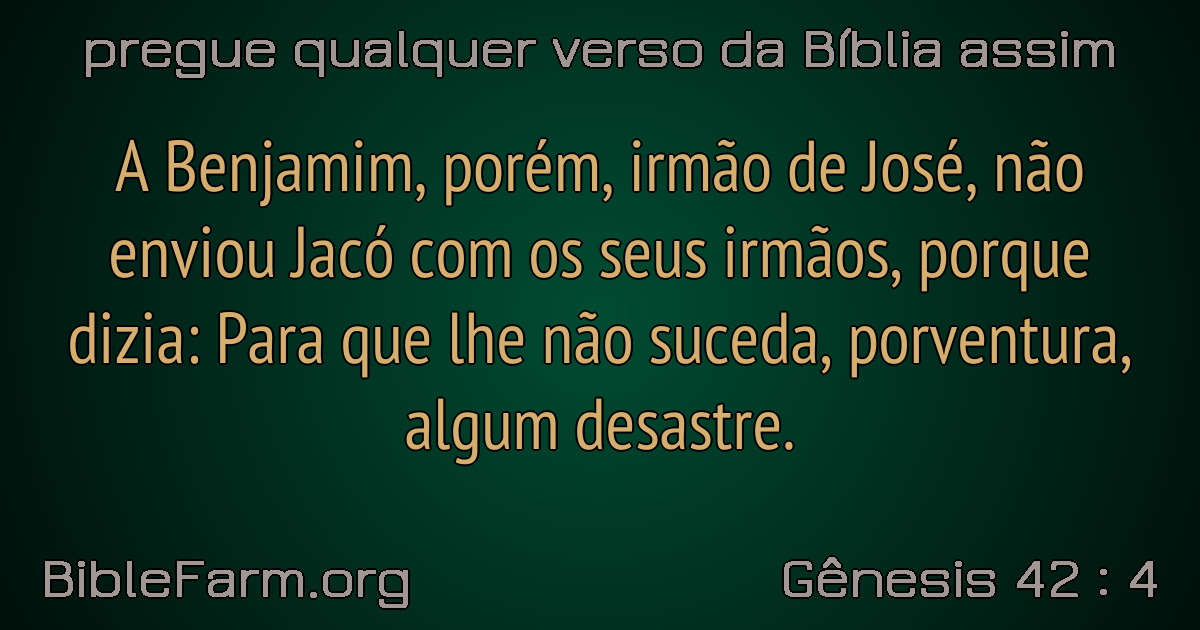 pregue qualquer verso da Bíblia assim
A Benjamim, porém, irmão de José, não
enviou Jacó com os seus irmãos, porque
dizia: Para que lhe não suceda, porventura,
algum desastre.
BibleFarm.org
Gênesis 42 : 4